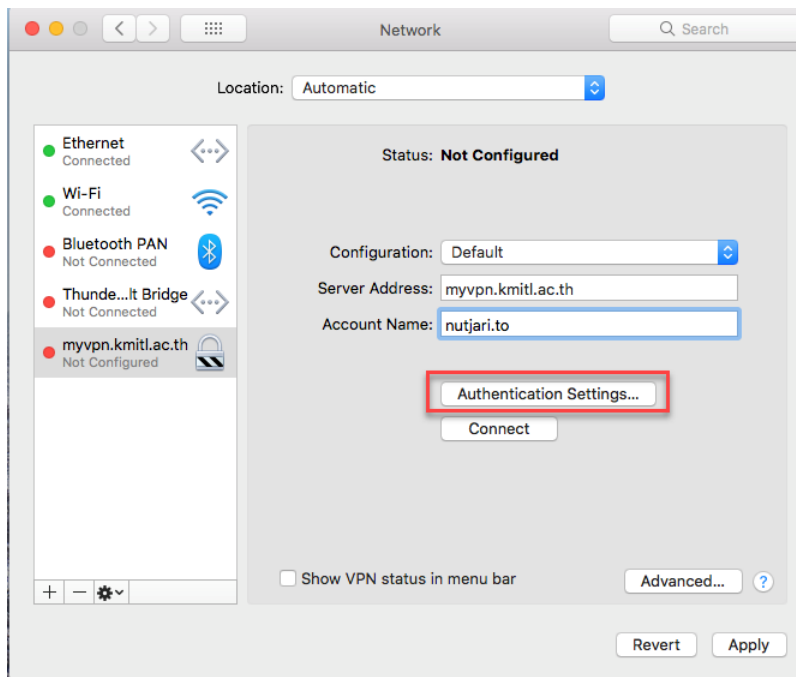 Network
Search
Location: Automatic
Ethernet
Connected
Wi-Fi
Connected
Bluetooth PAN
Not Connected
Thunde...lt Bridge
Not Connected
myvpn.kmitl.ac.th
Not Configured
Status: Not Configured
Configuration: Default
Server Address: myvpn.kmitl.ac.th
Account Name: nutjari.to
Authentication Settings...
Connect
Show VPN status in menu bar
Advanced... ?
Revert Apply